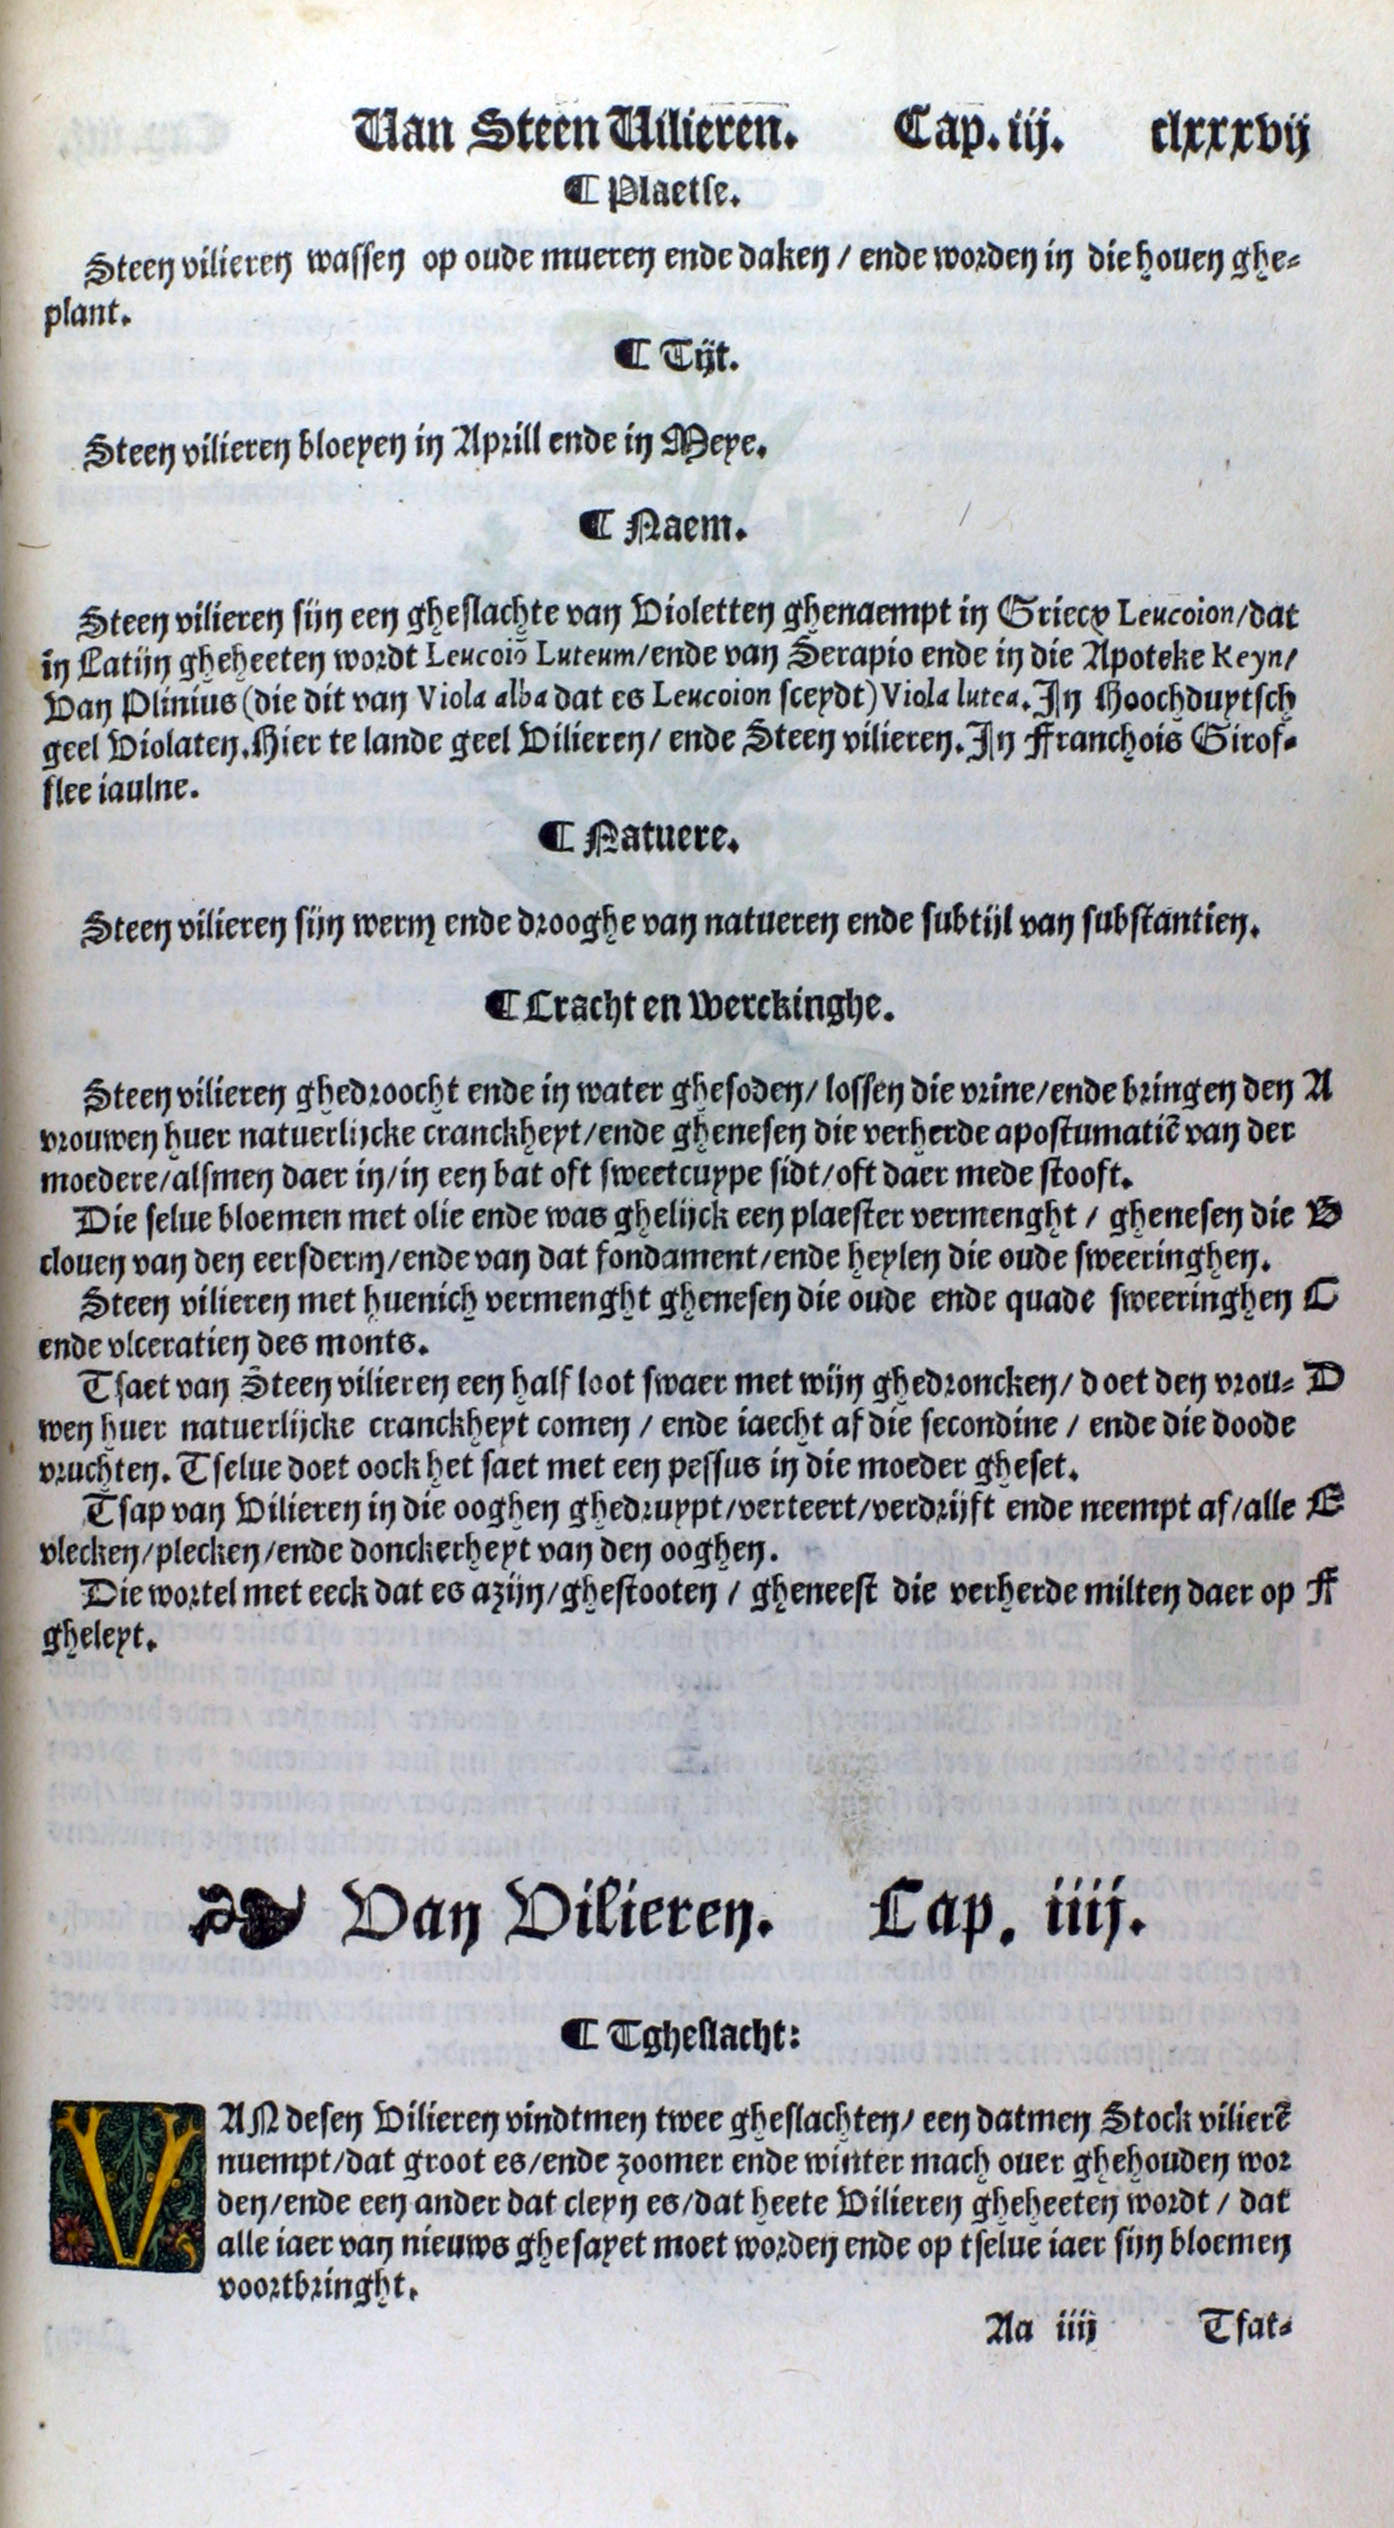 Van Steen Vilieren. Cap. iij. clxxxvij
¶ Plaetse.
Steen vilieren wassen op oude mueren ende daken / ende worden in die houen ghe-
plant.
¶ Tijt.
Steen vilieren bloeyen in Aprill ende in Meye.
¶ Naem.
Steen vilieren sijn een gheslachte van Violetten ghenaempt in Griecx Leucoion/dat
in Latijn gheheeten wordt Leucoiō Luteum/ende van Serapio ende in die Apoteke Keyn/
Van Plinius (die dit van Viola alba dat es Leucoion sceydt) Viola lutea. In Hoochduytsch
geel Violaten. Hier te lande geel Vilieren/ ende Steen vilieren. In Franchois Girof-
flee iaulne.
¶ Natuere.
Steen vilieren sijn werm ende drooghe van natueren ende subtijl van substantien.
¶ Cracht en Werckinghe.
Steen vilieren ghedroocht ende in water ghesoden/ lossen die vrine/ende bringen den A
vrouwen huer natuerlijcke cranckheyt/ende ghenesen die verherde apostumatiē van der
moedere/alsmen daer in/in een bat oft sweetcuype sidt/oft daer mede stooft.
Die selue bloemen met olie ende was ghelijck een plaester vermenght / ghenesen die B
clouen van den eersderm/ende van dat fondament/ende heylen die oude sweeringhen.
Steen vilieren met huenich vermenght ghenesen die oude ende quade sweeringhen C
ende vlceratien des monts.
Tsaet van Steen vilieren een half loot swaer met wijn ghedroncken/ doet den vrou- D
wen huer natuerlijcke cranckheyt comen / ende iaecht af die secondine / ende die doode
vruchten. Tselue doet oock het saet met een pessus in die moeder gheset.
Tsap van Vilieren in die ooghen ghedruypt/verteert/verdrijft ende neempt af/alle E
vlecken/plecken/ende donckerheyt van den ooghen.
Die wortel met eeck dat es azijn/ghestooten / gheneest die verherde milten daer op F
gheleyt.
Van Vilieren. Cap. iiij.
¶ Tgheslacht:
VAN desen Vilieren vindtmen twee gheslachten/ een datmen Stock vilierē
nuempt/dat groot es/ende zoomer ende winter mach ouer ghehouden wor
den/ende een ander dat cleyn es/dat heete Vilieren gheheeten wordt / dat
alle iaer van nieuws ghesayet moet worden ende op tselue iaer sijn bloemen
voortbringht.
Aa iiij Tsat-